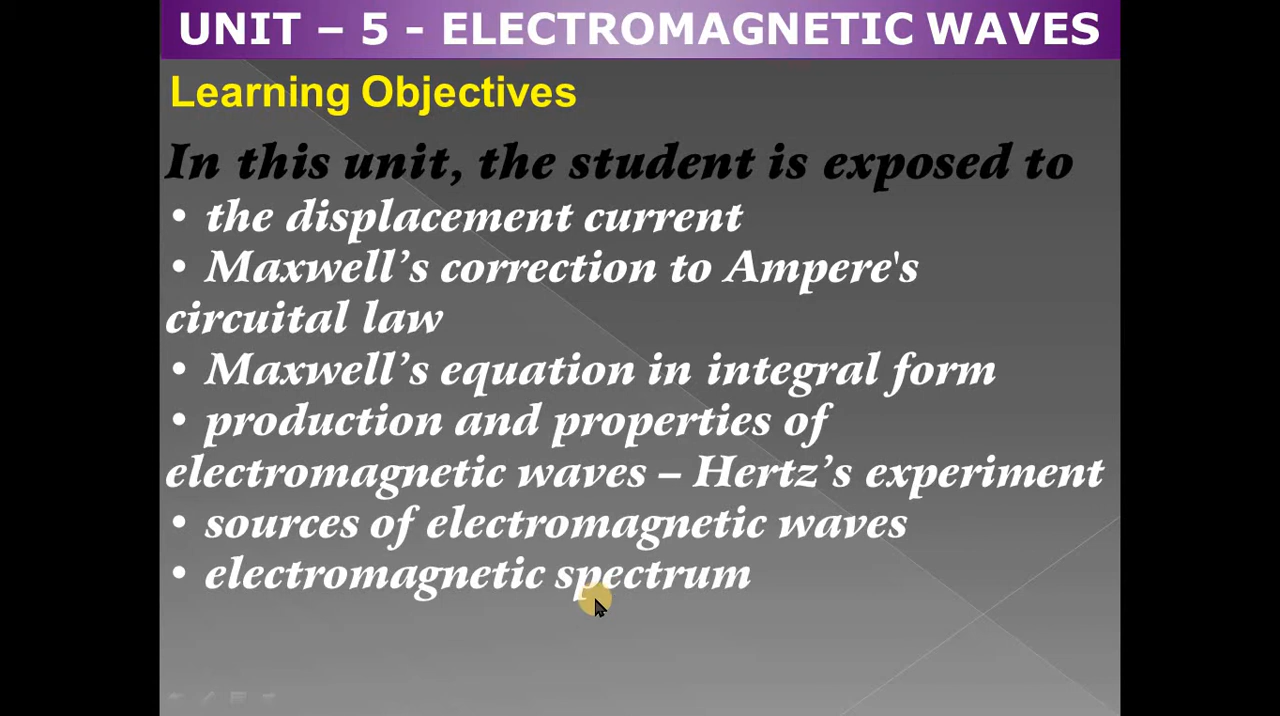 UNIT – 5 - ELECTROMAGNETIC WAVES
Learning Objectives
In this unit, the student is exposed to
• the displacement current
• Maxwell’s correction to Ampere's
circuital law
• Maxwell’s equation in integral form
• production and properties of
electromagnetic waves – Hertz’s experiment
• sources of electromagnetic waves
• electromagnetic spectrum